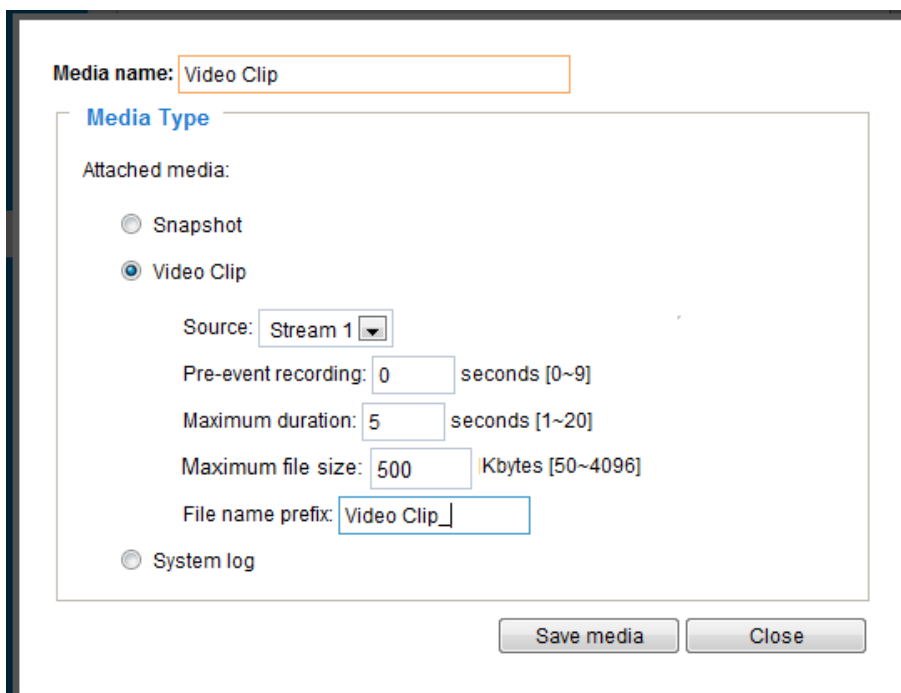 Media name: Video Clip
Media Type
Attached media:
Snapshot
Video Clip
Source: Stream 1
Pre-event recording: 0 seconds [0~9]
Maximum duration: 5 seconds [1~20]
Maximum file size: 500 Kbytes [50~4096]
File name prefix: Video Clip_
System log
Save media Close